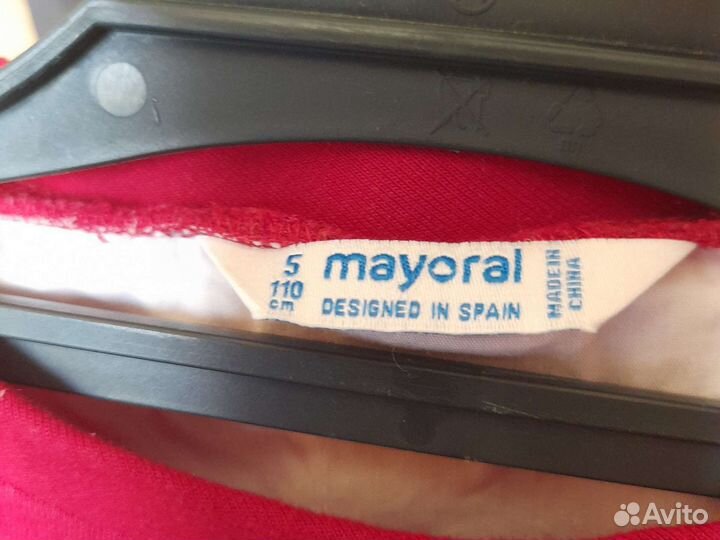 5
110
cm
mayoral
DESIGNED IN SPAIN
MADE IN
CHINA
Avito